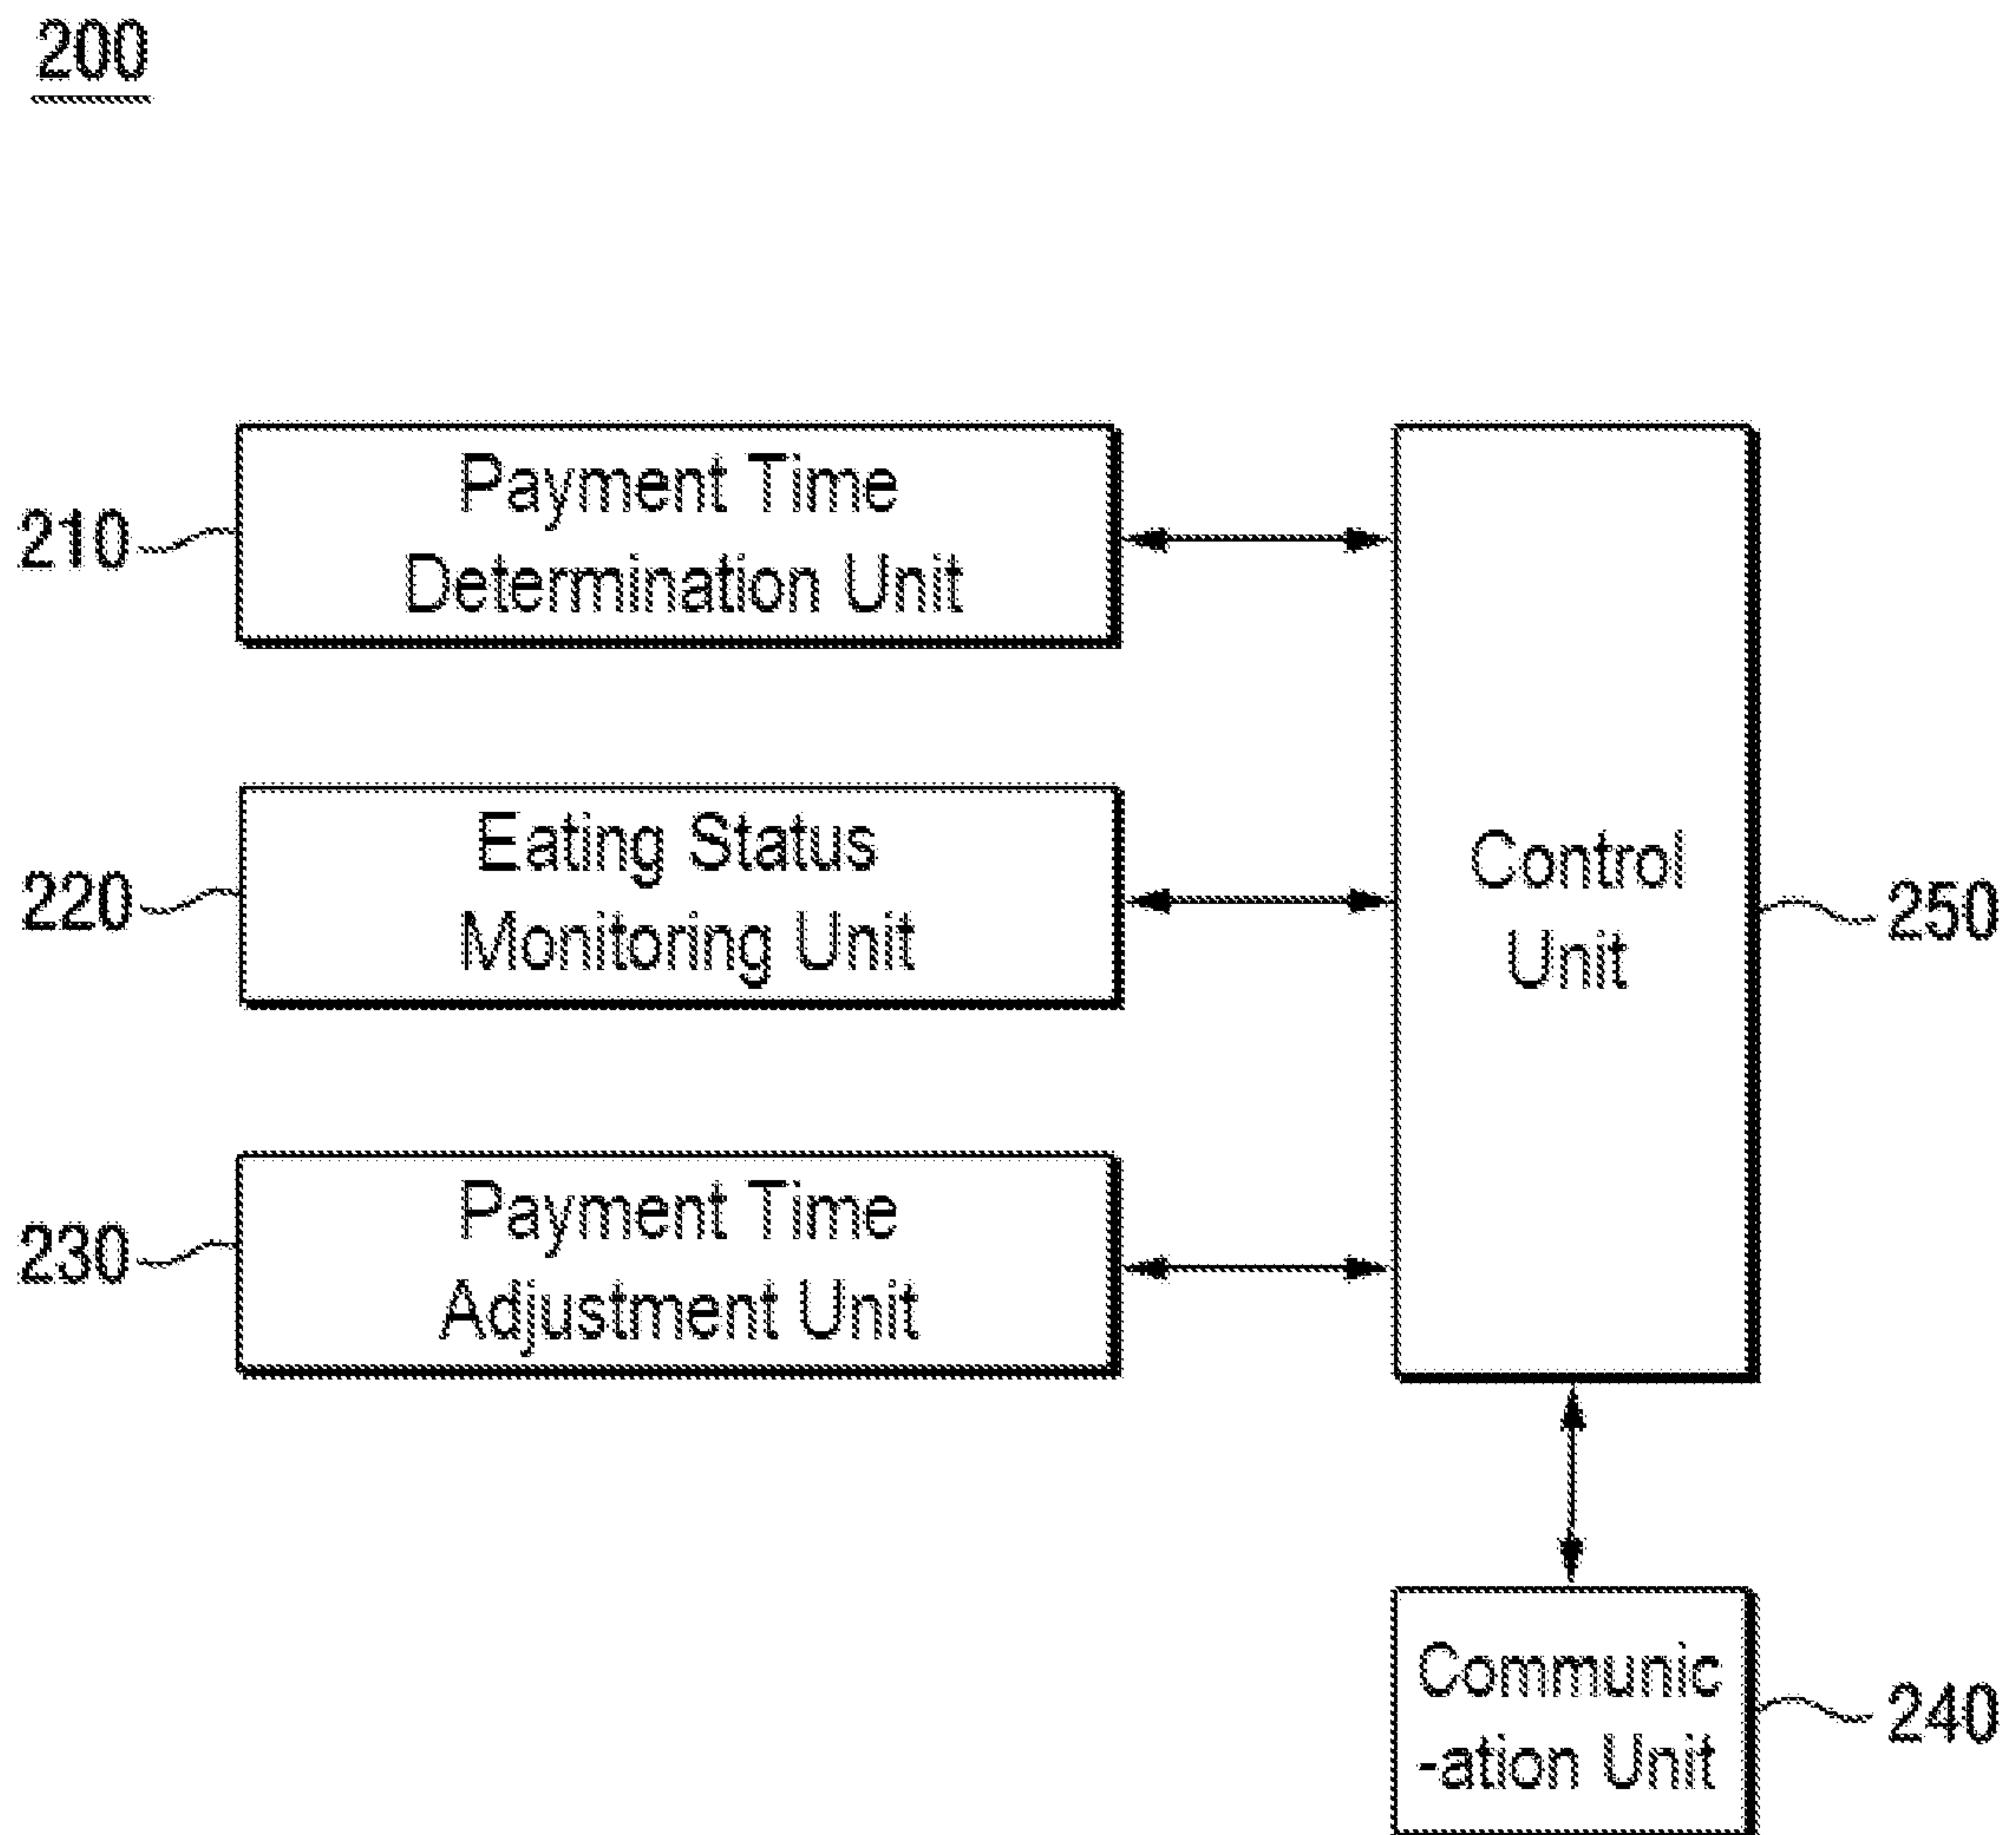 200
210
Payment Time
Determination Unit
220
Eating Status
Monitoring Unit
230
Payment Time
Adjustment Unit
Control
Unit
250
Communic
-ation Unit
240